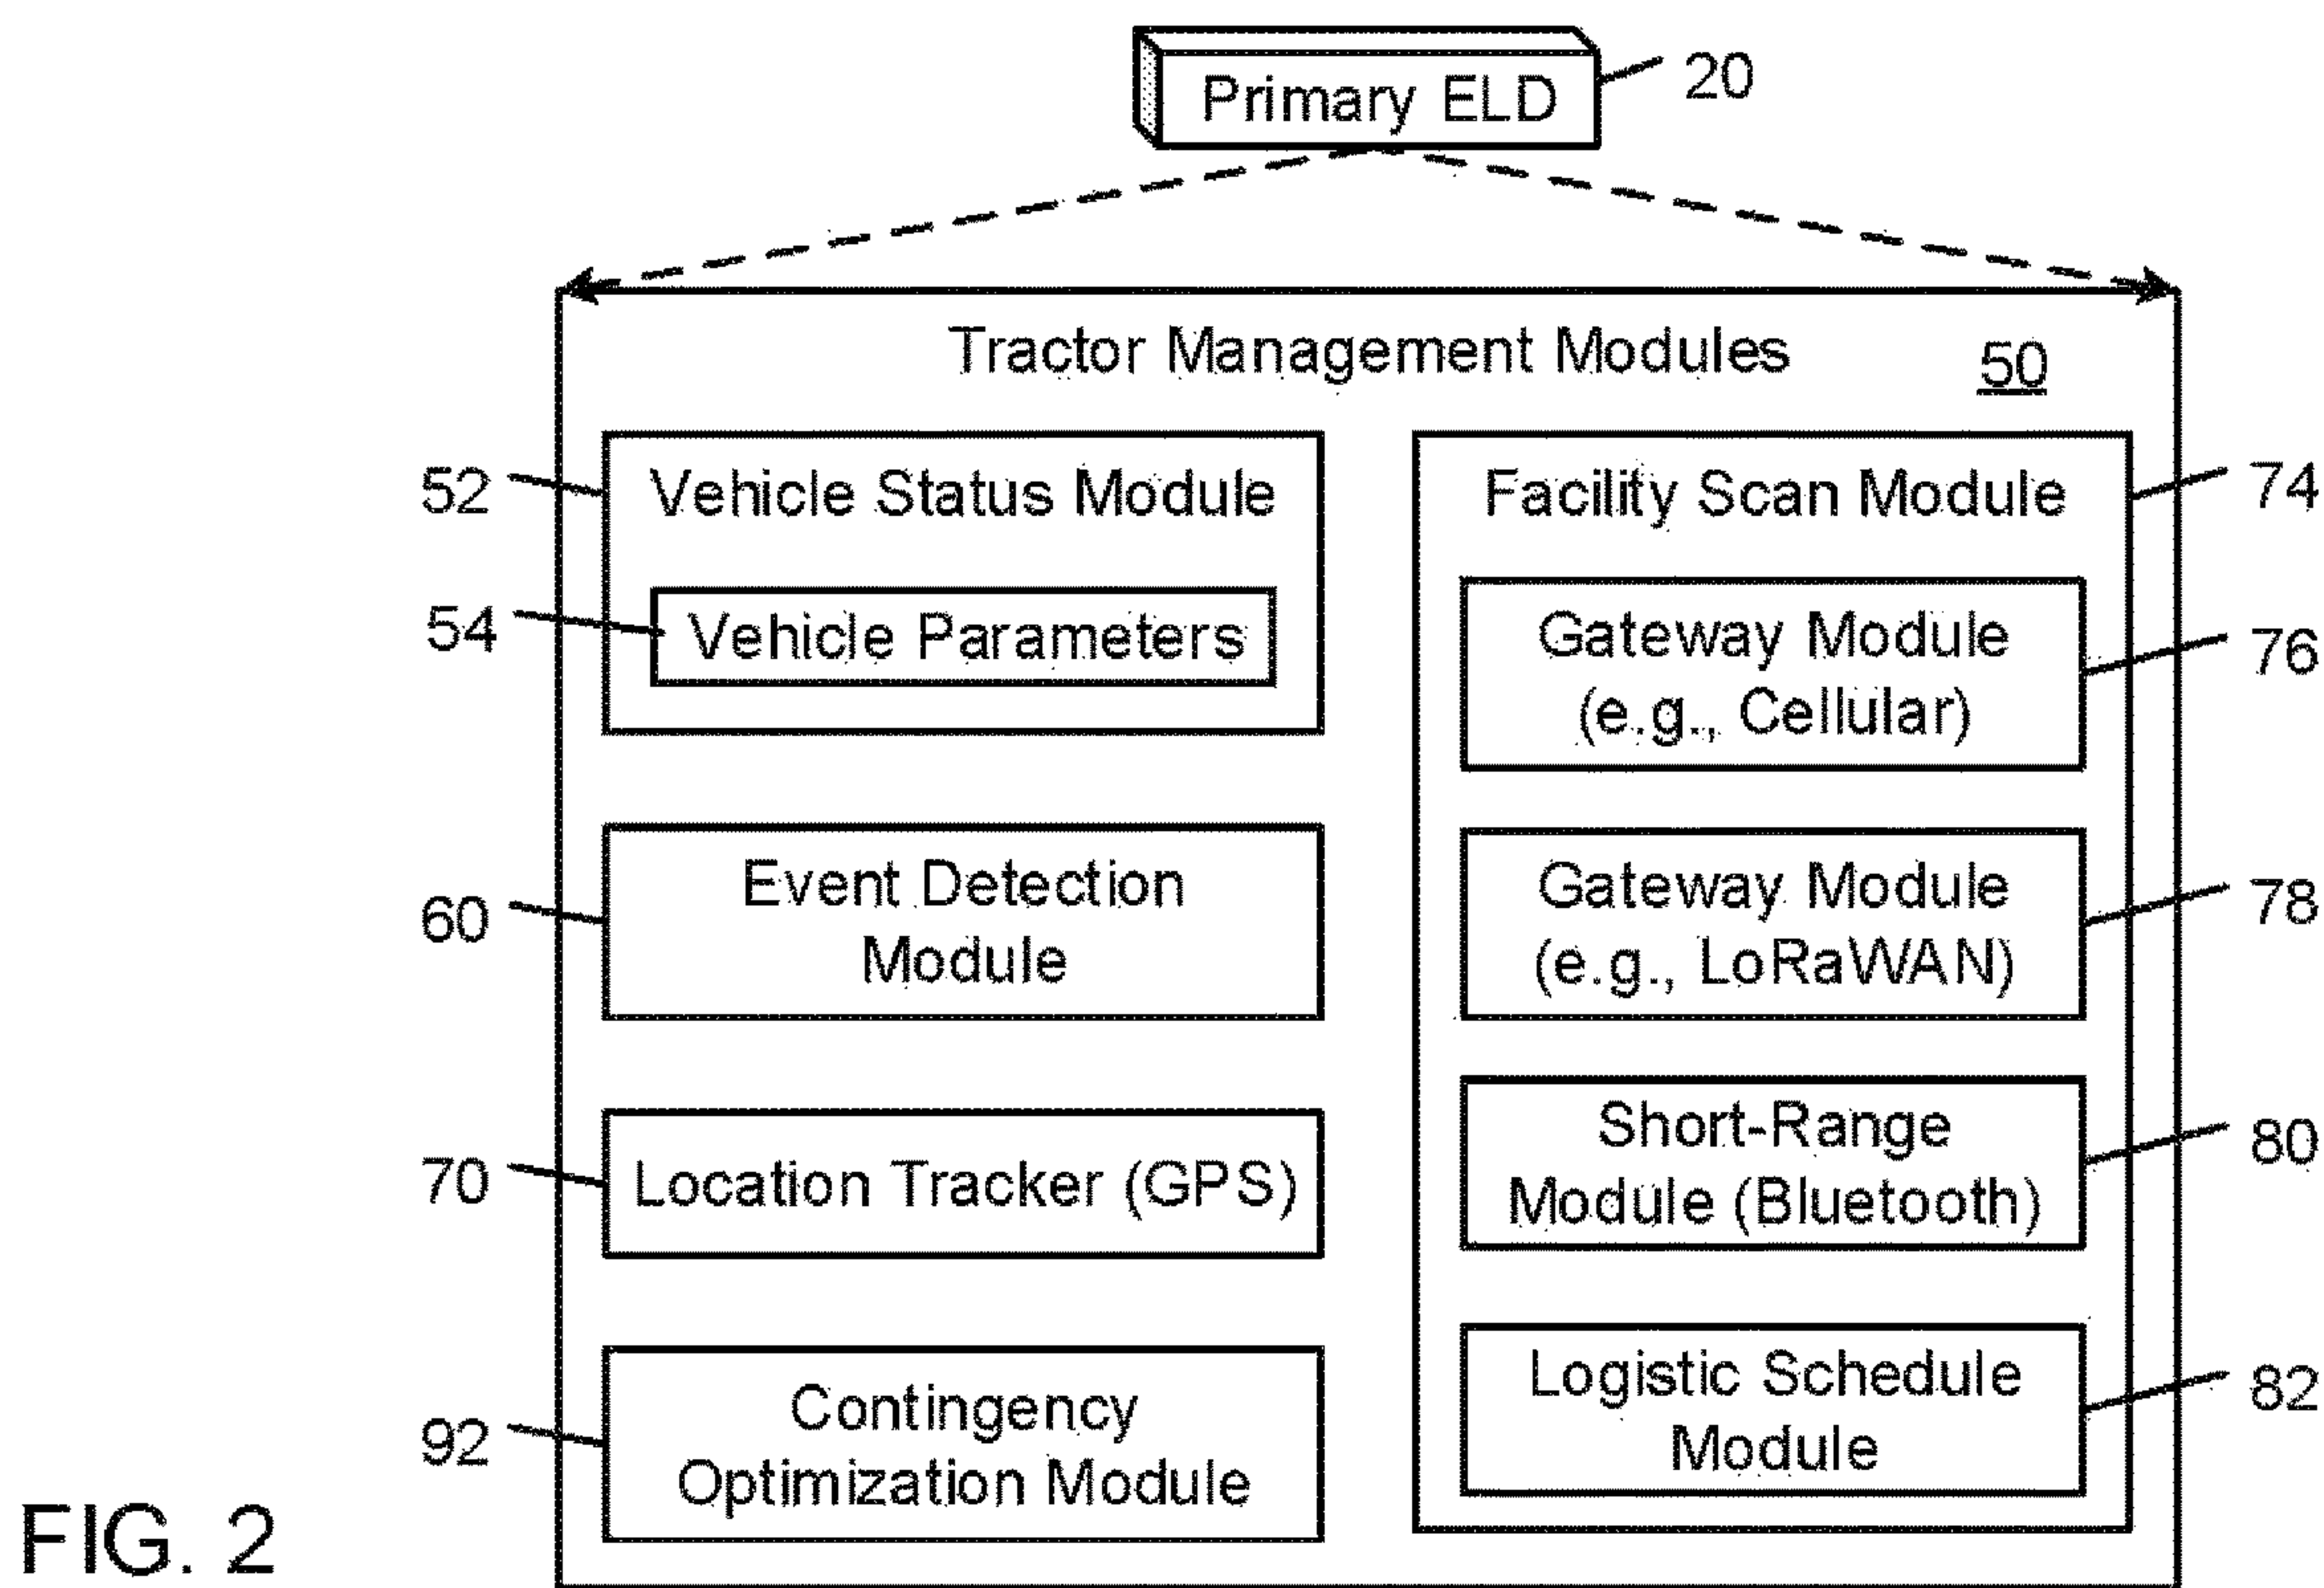 Primary ELD
20
Tractor Management Modules
50
52
Vehicle Status Module
54
Vehicle Parameters
60
Event Detection
Module
70
Location Tracker (GPS)
92
Contingency
Optimization Module
Facility Scan Module
74
Gateway Module
(e.g., Cellular)
76
Gateway Module
(e.g., LoRaWAN)
78
Short-Range
Module (Bluetooth)
80
Logistic Schedule
Module
82
FIG. 2